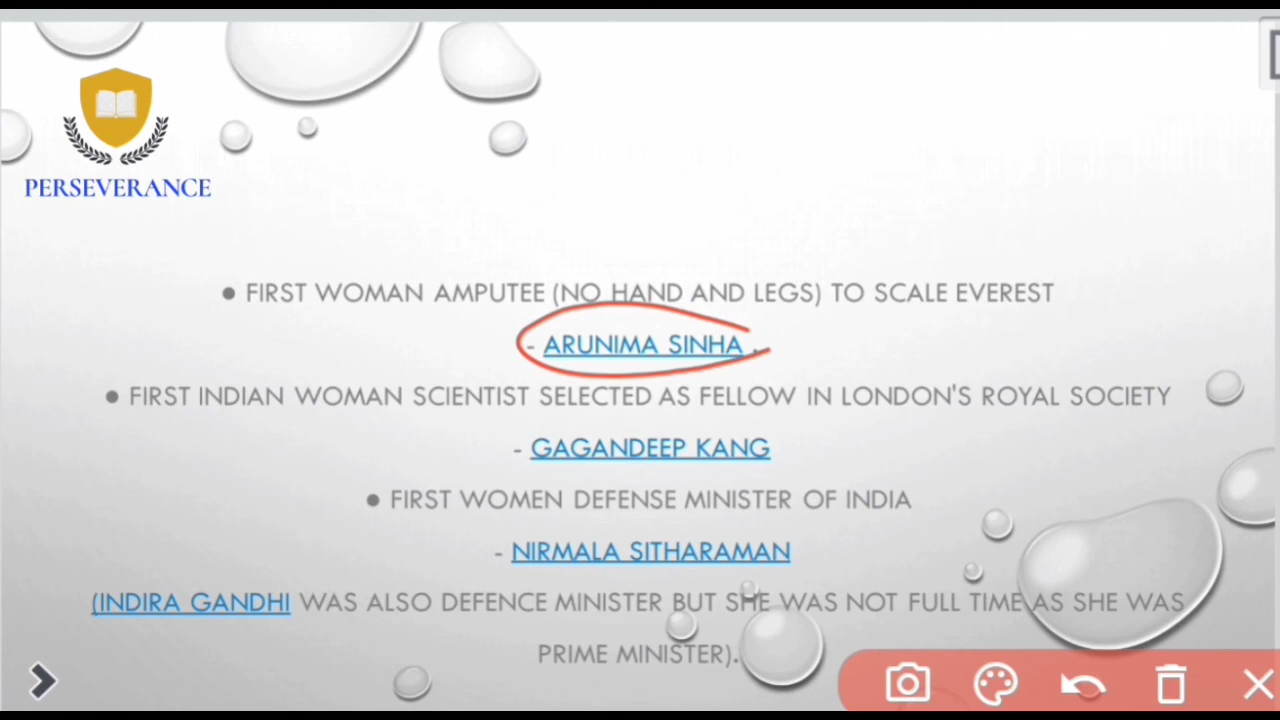 PERSEVERANCE
● FIRST WOMAN AMPUTEE (NO HAND AND LEGS) TO SCALE EVEREST
- ARUNIMA SINHA .
● FIRST INDIAN WOMAN SCIENTIST SELECTED AS FELLOW IN LONDON'S ROYAL SOCIETY
- GAGANDEEP KANG
● FIRST WOMEN DEFENSE MINISTER OF INDIA
- NIRMALA SITHARAMAN
(INDIRA GANDHI WAS ALSO DEFENCE MINISTER BUT SHE WAS NOT FULL TIME AS SHE WAS
PRIME MINISTER).